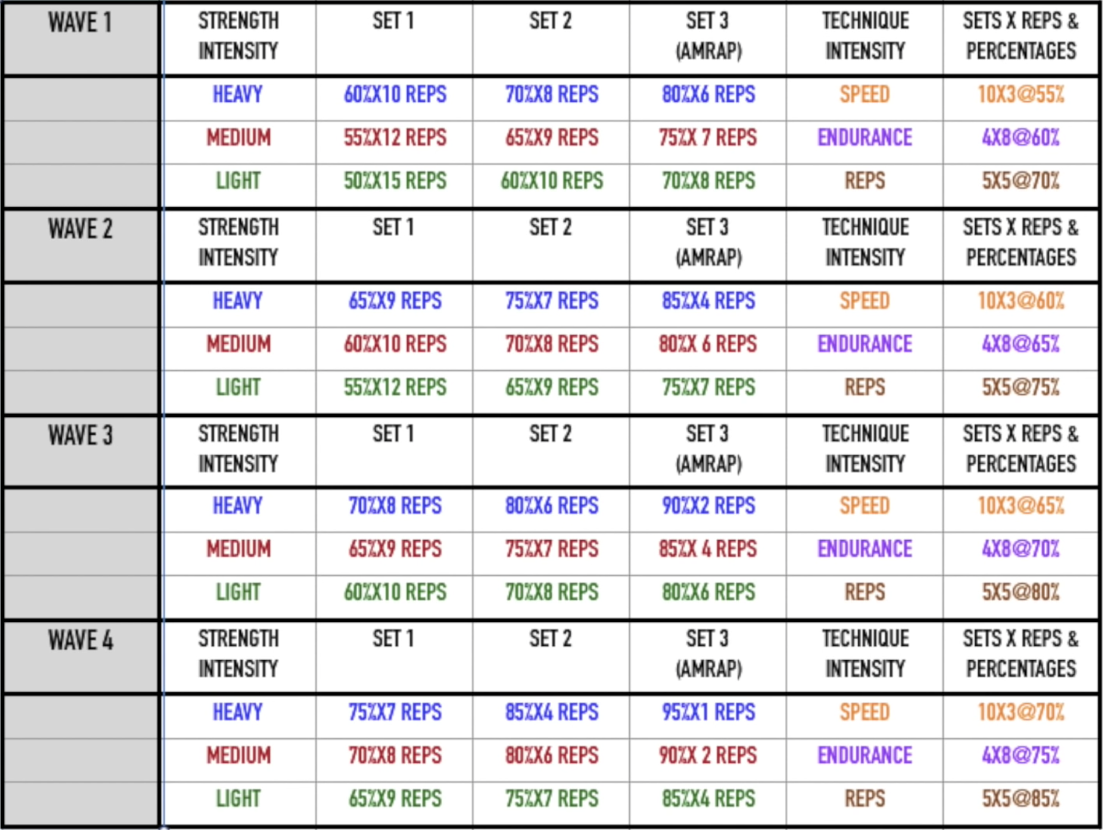 WAVE 1 STRENGTH INTENSITY SET 1 SET 2 SET 3 (AMRAP) TECHNIQUE INTENSITY SETS X REPS & PERCENTAGES
HEAVY 60%X10 REPS 70%X8 REPS 80%X6 REPS SPEED 10X3@55%
MEDIUM 55%X12 REPS 65%X9 REPS 75%X 7 REPS ENDURANCE 4X8@60%
LIGHT 50%X15 REPS 60%X10 REPS 70%X8 REPS REPS 5X5@70%
WAVE 2 STRENGTH INTENSITY SET 1 SET 2 SET 3 (AMRAP) TECHNIQUE INTENSITY SETS X REPS & PERCENTAGES
HEAVY 65%X9 REPS 75%X7 REPS 85%X4 REPS SPEED 10X3@60%
MEDIUM 60%X10 REPS 70%X8 REPS 80%X 6 REPS ENDURANCE 4X8@65%
LIGHT 55%X12 REPS 65%X9 REPS 75%X7 REPS REPS 5X5@75%
WAVE 3 STRENGTH INTENSITY SET 1 SET 2 SET 3 (AMRAP) TECHNIQUE INTENSITY SETS X REPS & PERCENTAGES
HEAVY 70%X8 REPS 80%X6 REPS 90%X2 REPS SPEED 10X3@65%
MEDIUM 65%X9 REPS 75%X7 REPS 85%X 4 REPS ENDURANCE 4X8@70%
LIGHT 60%X10 REPS 70%X8 REPS 80%X6 REPS REPS 5X5@80%
WAVE 4 STRENGTH INTENSITY SET 1 SET 2 SET 3 (AMRAP) TECHNIQUE INTENSITY SETS X REPS & PERCENTAGES
HEAVY 75%X7 REPS 85%X4 REPS 95%X1 REPS SPEED 10X3@70%
MEDIUM 70%X8 REPS 80%X6 REPS 90%X 2 REPS ENDURANCE 4X8@75%
LIGHT 65%X9 REPS 75%X7 REPS 85%X4 REPS REPS 5X5@85%